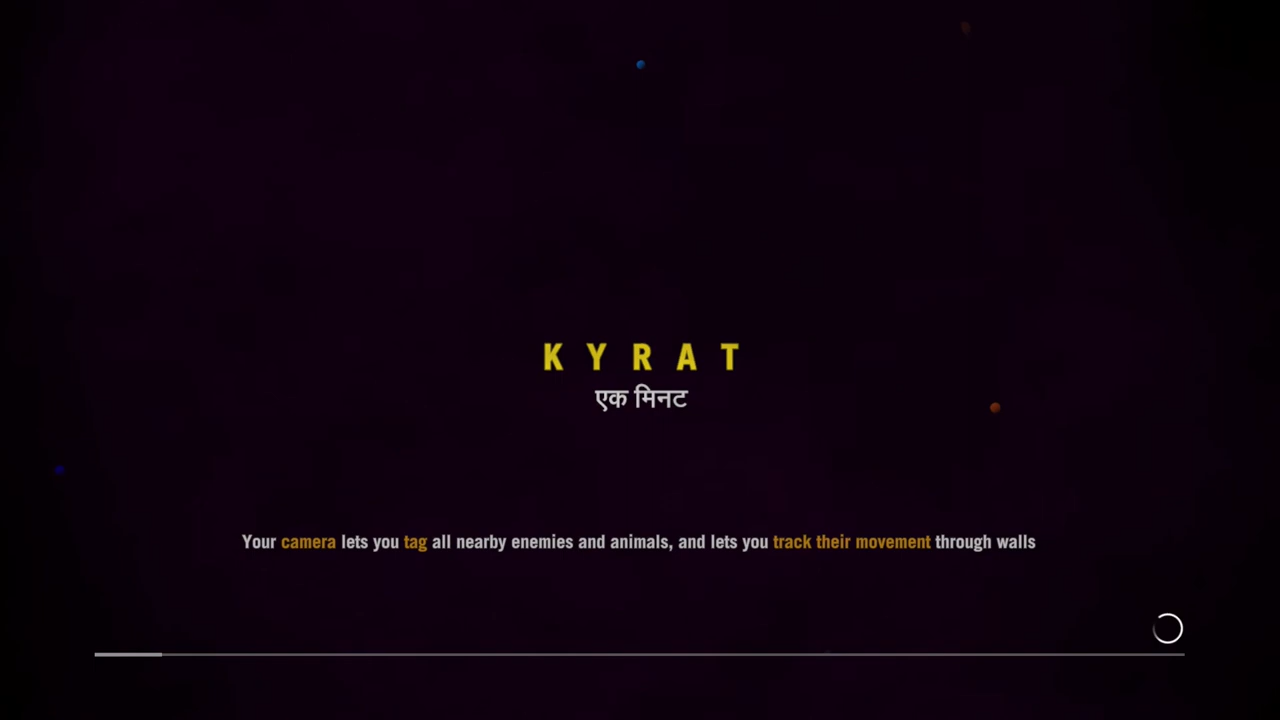 KYRAT
एक मिनट
Your camera lets you tag all nearby enemies and animals, and lets you track their movement through walls